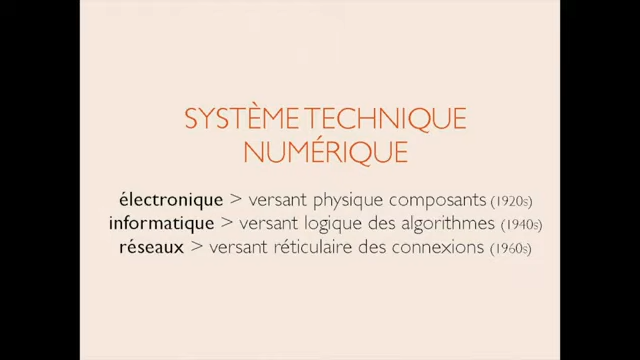 SYSTÈME TECHNIQUE
NUMÉRIQUE
électronique > versant physique composants (1920s)
informatique > versant logique des algorithmes (1940s)
réseaux > versant réticulaire des connexions (1960s)